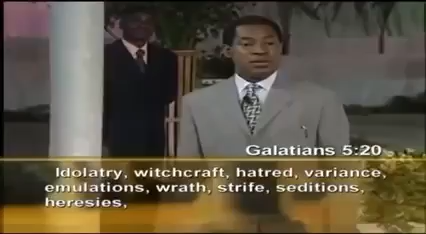 Galatians 5:20
Idolatry, witchcraft, hatred, variance,
emulations, wrath, strife, seditions,
heresies,